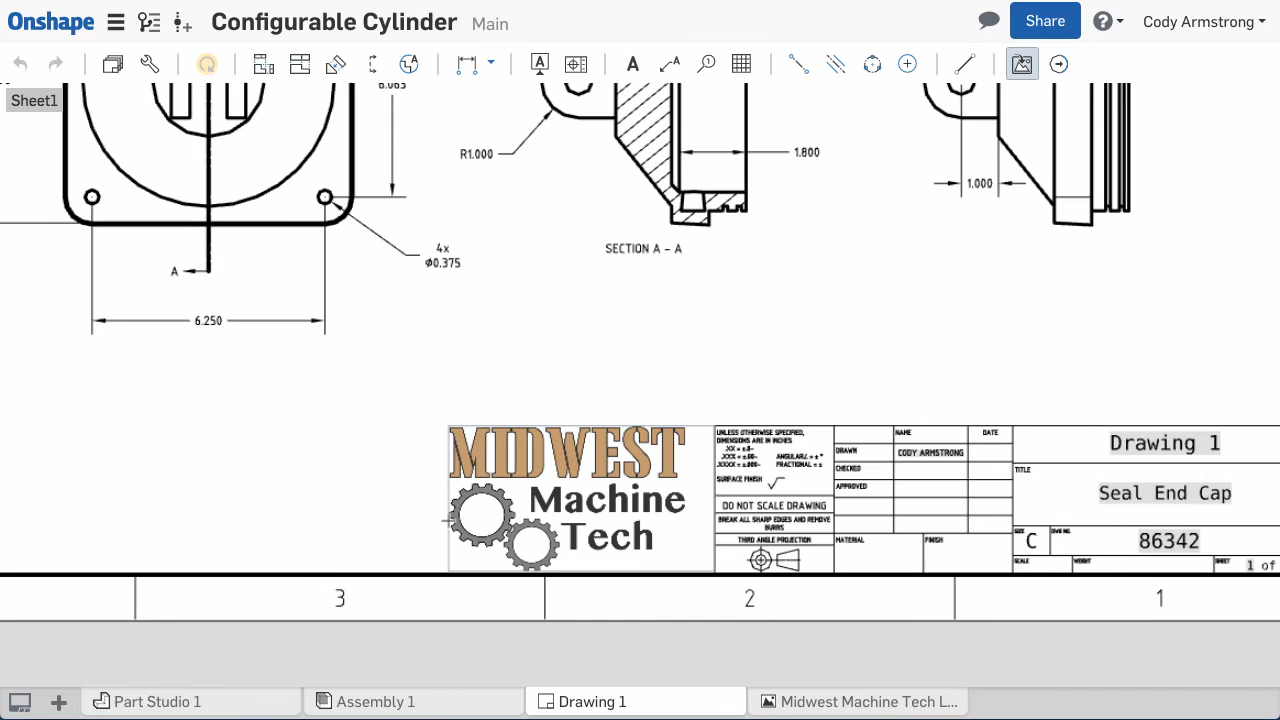 Onshape Configurable Cylinder Main Share Cody Armstrong
Sheet1
6.063
R1.000
1.800
1.000
4x
Ø0.375
SECTION A – A
A
6.250
MIDWEST
Machine
Tech
UNLESS OTHERWISE SPECIFIED,
DIMENSIONS ARE IN INCHES
ANGULAR∠ = ± °
FRACTIONAL = ±
SURFACE FINISH
DO NOT SCALE DRAWING
BREAK ALL SHARP EDGES AND REMOVE
BURRS
THIRD ANGLE PROJECTION
NAME DATE
DRAWN CODY ARMSTRONG
CHECKED
APPROVED
MATERIAL FINISH
Drawing 1
TITLE
Seal End Cap
SIZE
C
DWG NO.
86342
SCALE WEIGHT SHEET 1 of
3 2 1
Part Studio 1 Assembly 1 Drawing 1 Midwest Machine Tech L...